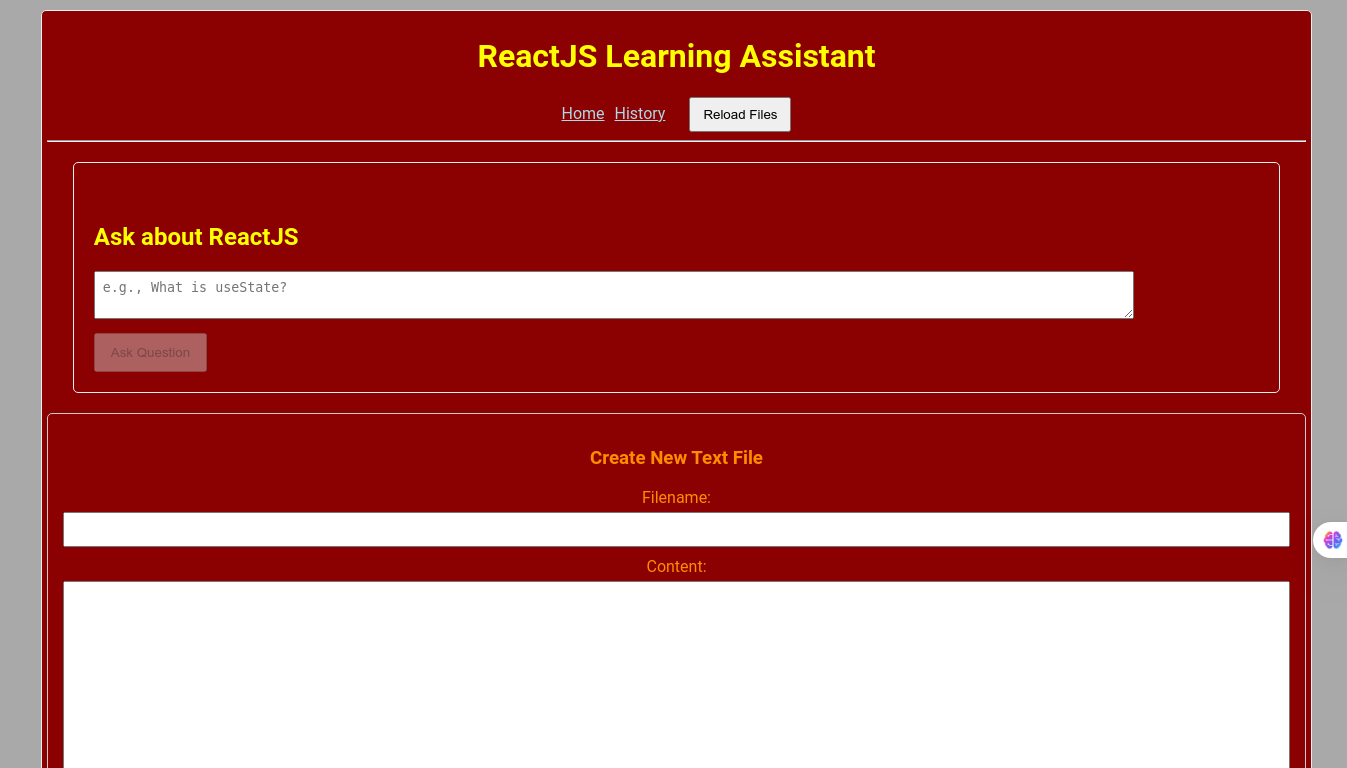 ReactJS Learning Assistant
Home History Reload Files
Ask about ReactJS
e.g., What is useState?
Ask Question
Create New Text File
Filename:
Content: